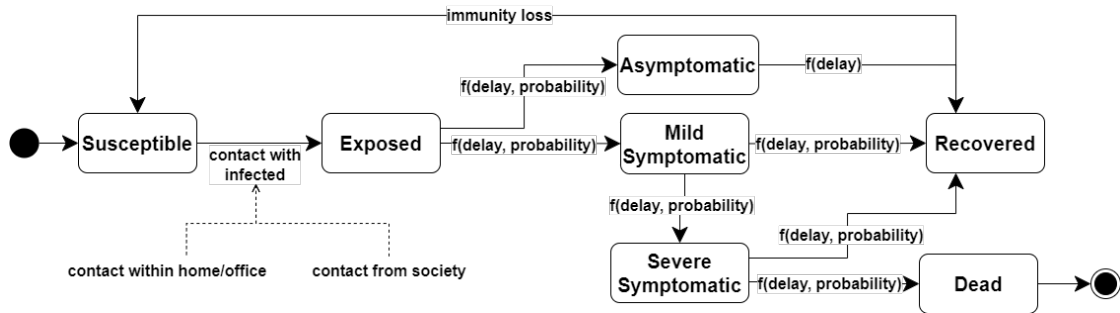 immunity loss
Asymptomatic
f(delay)
f(delay, probability)
Susceptible
contact with
infected
Exposed
f(delay, probability)
Mild
Symptomatic
f(delay, probability)
Recovered
f(delay, probability)
f(delay, probability)
contact within home/office
contact from society
Severe
Symptomatic
f(delay, probability)
Dead